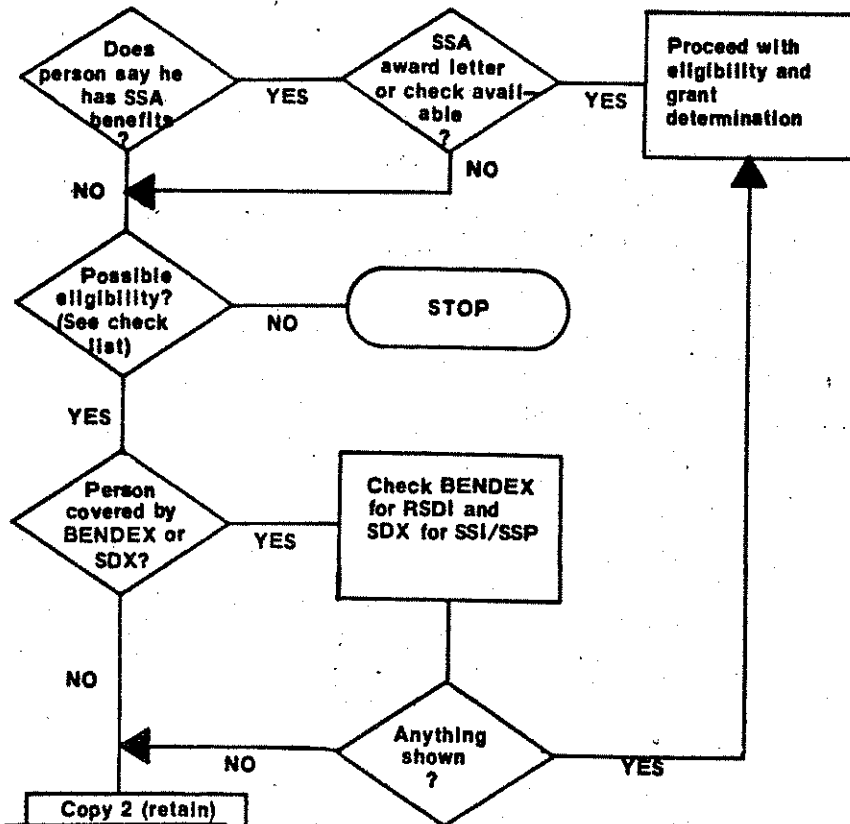 Does
person say he
has SSA
benefits
?
YES
SSA
award letter
or check avail-
able
?
YES
Proceed with
eligibility and
grant
determination
NO
NO
Possible
eligibility?
(See check
list)
NO
STOP
YES
Person
covered by
BENDEX or
SDX?
YES
Check BENDEX
for RSDI and
SDX for SSI/SSP
NO
Anything
shown
?
NO
YES
Copy 2 (retain)